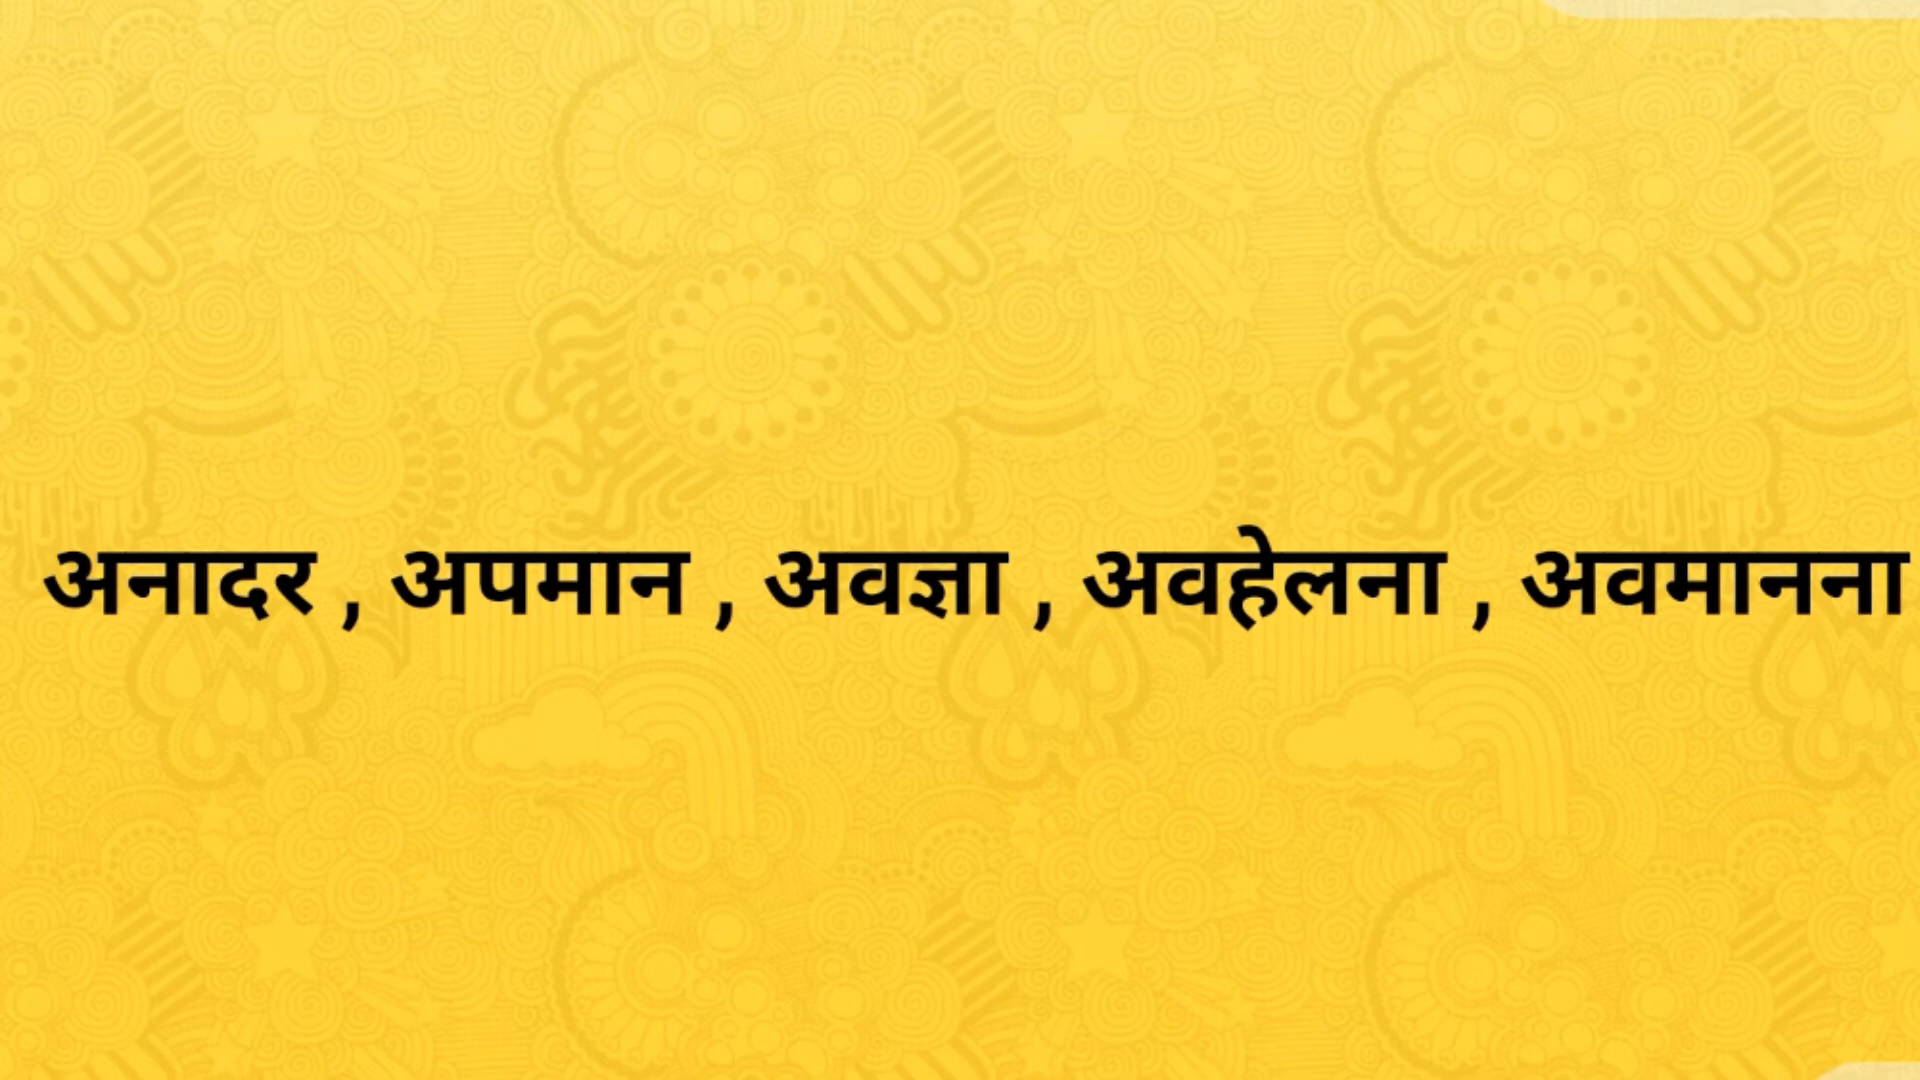 अनादर , अपमान , अवज्ञा , अवहेलना , अवमानना